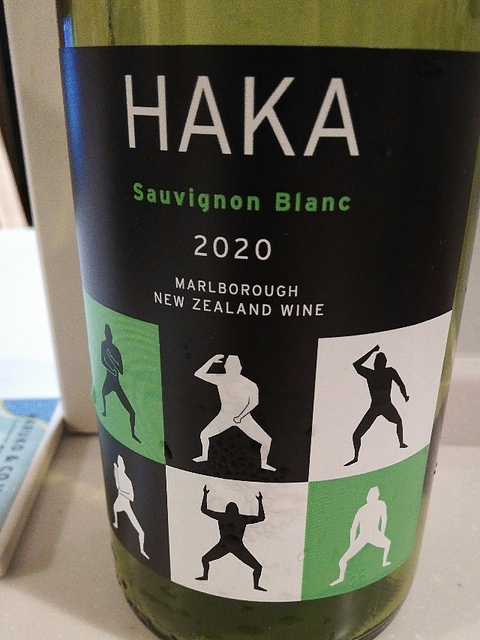 HAKA
Sauvignon Blanc
2020
MARLBOROUGH
NEW ZEALAND WINE